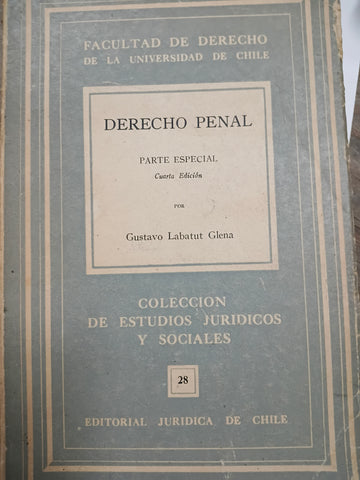 FACULTAD DE DERECHO
DE LA UNIVERSIDAD DE CHILE
DERECHO PENAL
PARTE ESPECIAL
Cuarta Edición
POR
Gustavo Labatut Glena
COLECCION
DE ESTUDIOS JURIDICOS
Y SOCIALES
28
EDITORIAL JURIDICA DE CHILE